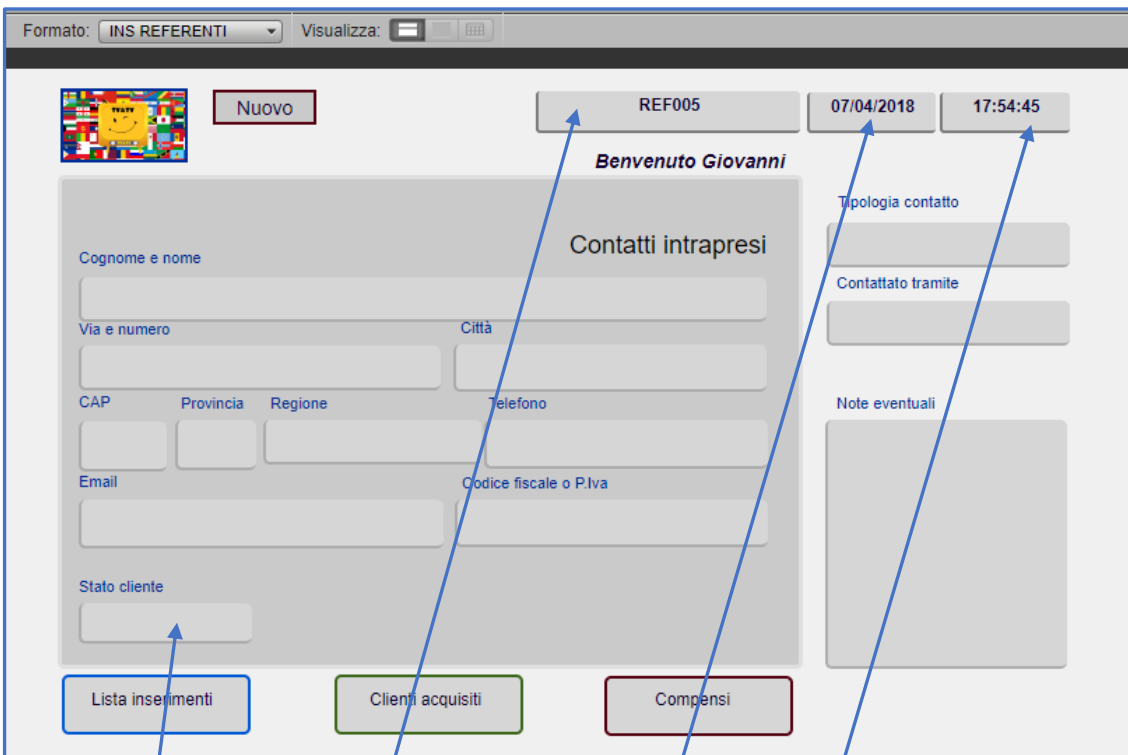 Formato: INS REFERENTI Visualizza:
TVATV
Nuovo REF005 07/04/2018 17:54:45
Benvenuto Giovanni
Tipologia contatto
Contatti intrapresi
Cognome e nome
Contattato tramite
Via e numero Città
CAP Provincia Regione Telefono Note eventuali
Email Codice fiscale o P.Iva
Stato cliente
Lista inserimenti Clienti acquisiti Compensi